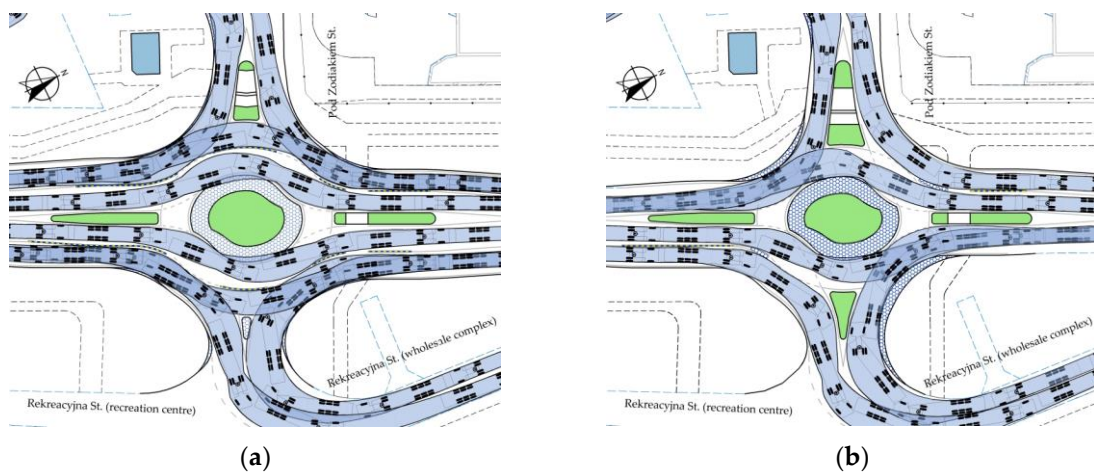 Pod Zodiakiem St.
N
Rekreacyjna St. (wholesale complex)
Rekreacyjna St. (recreation centre)
(a)
Pod Zodiakiem St.
N
Rekreacyjna St. (wholesale complex)
Rekreacyjna St. (recreation centre)
(b)